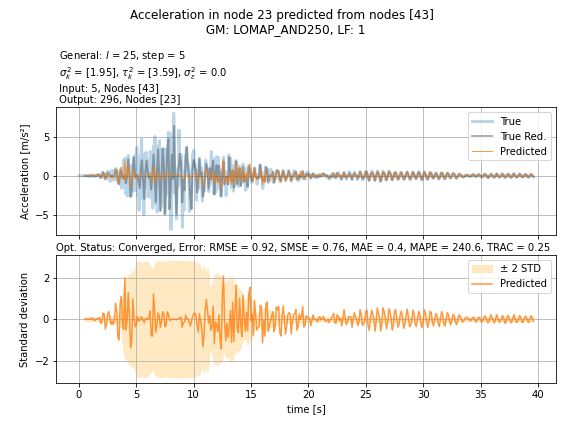 Acceleration in node 23 predicted from nodes [43]
GM: LOMAP_AND250, LF: 1
General: l = 25, step = 5
σ²ₖ = [1.95], τ²ₖ = [3.59], σ²ε = 0.0
Input: 5, Nodes [43]
Output: 296, Nodes [23]
Acceleration [m/s²]
5
0
−5
True
True Red.
Predicted
Opt. Status: Converged, Error: RMSE = 0.92, SMSE = 0.76, MAE = 0.4, MAPE = 240.6, TRAC = 0.25
Standard deviation
2
0
−2
± 2 STD
Predicted
0 5 10 15 20 25 30 35 40
time [s]